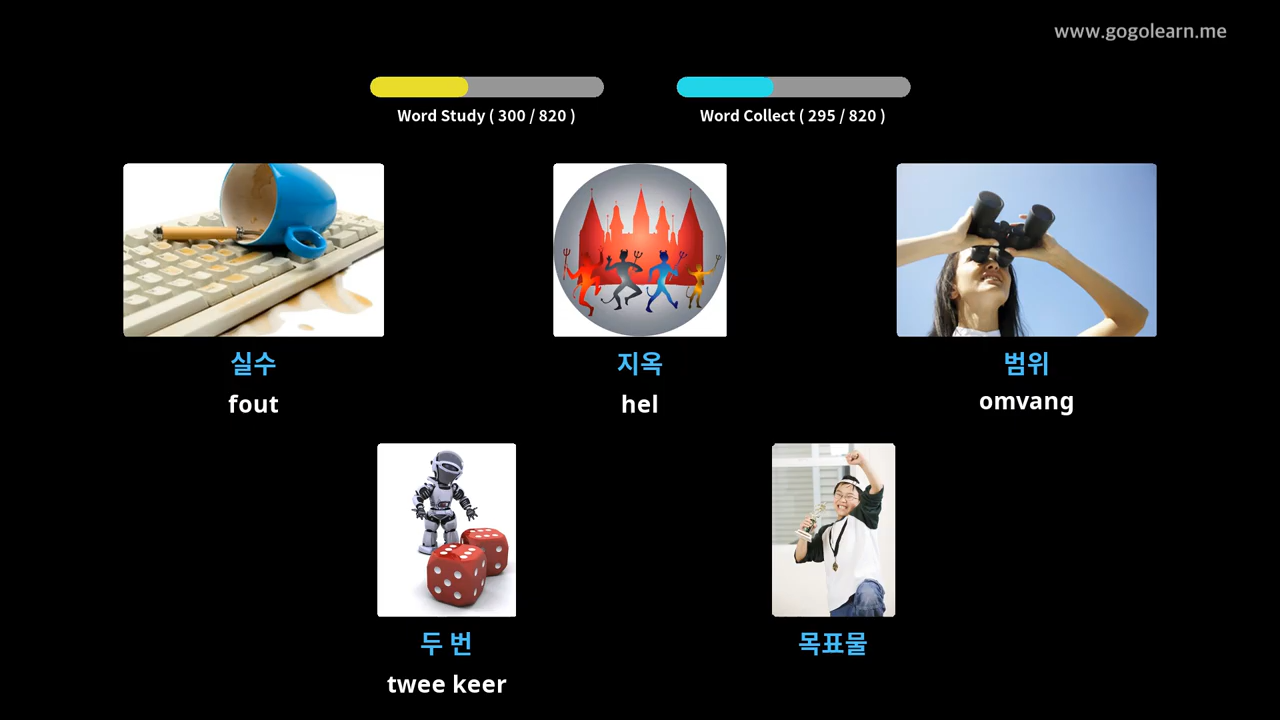 www.gogolearn.me
Word Study ( 300 / 820 )
Word Collect ( 295 / 820 )
실수
지옥
범위
fout
hel
omvang
두 번
목표물
twee keer